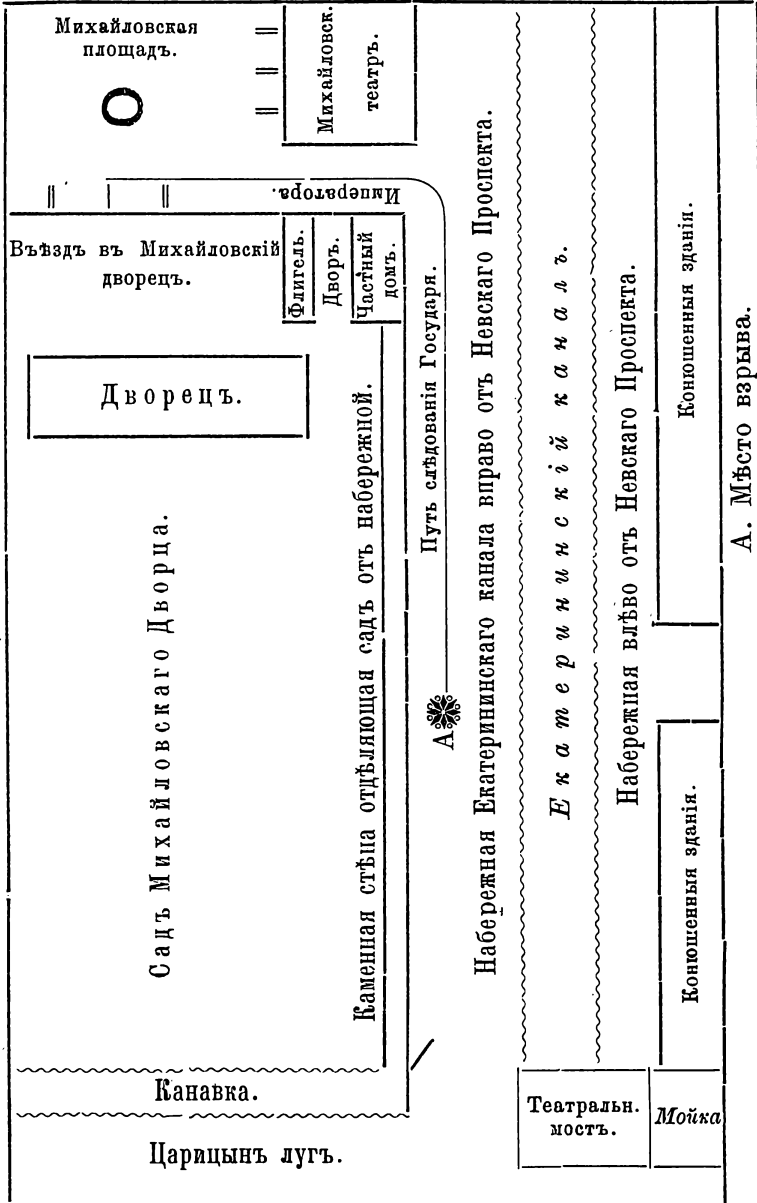 Михайловская
площадъ.
Михайловск.
театръ.
Императора.
Въѣздъ въ Михайловскій
дворецъ.
Флигель.
Дворъ.
Частный
домъ.
Дворецъ.
Садъ Михайловскаго Дворца.
Каменная стѣна отдѣляющая садъ отъ набережной.
Путь слѣдованія Государя.
А
Набережная Екатерининскаго канала вправо отъ Невскаго Проспекта.
Екатерининскій каналъ.
Набережная влѣво отъ Невскаго Проспекта.
Конюшенныя зданія.
Конюшенныя зданія.
А. Мѣсто взрыва.
Канавка.
Царицынъ лугъ.
Театральн.
мостъ.
Мойка